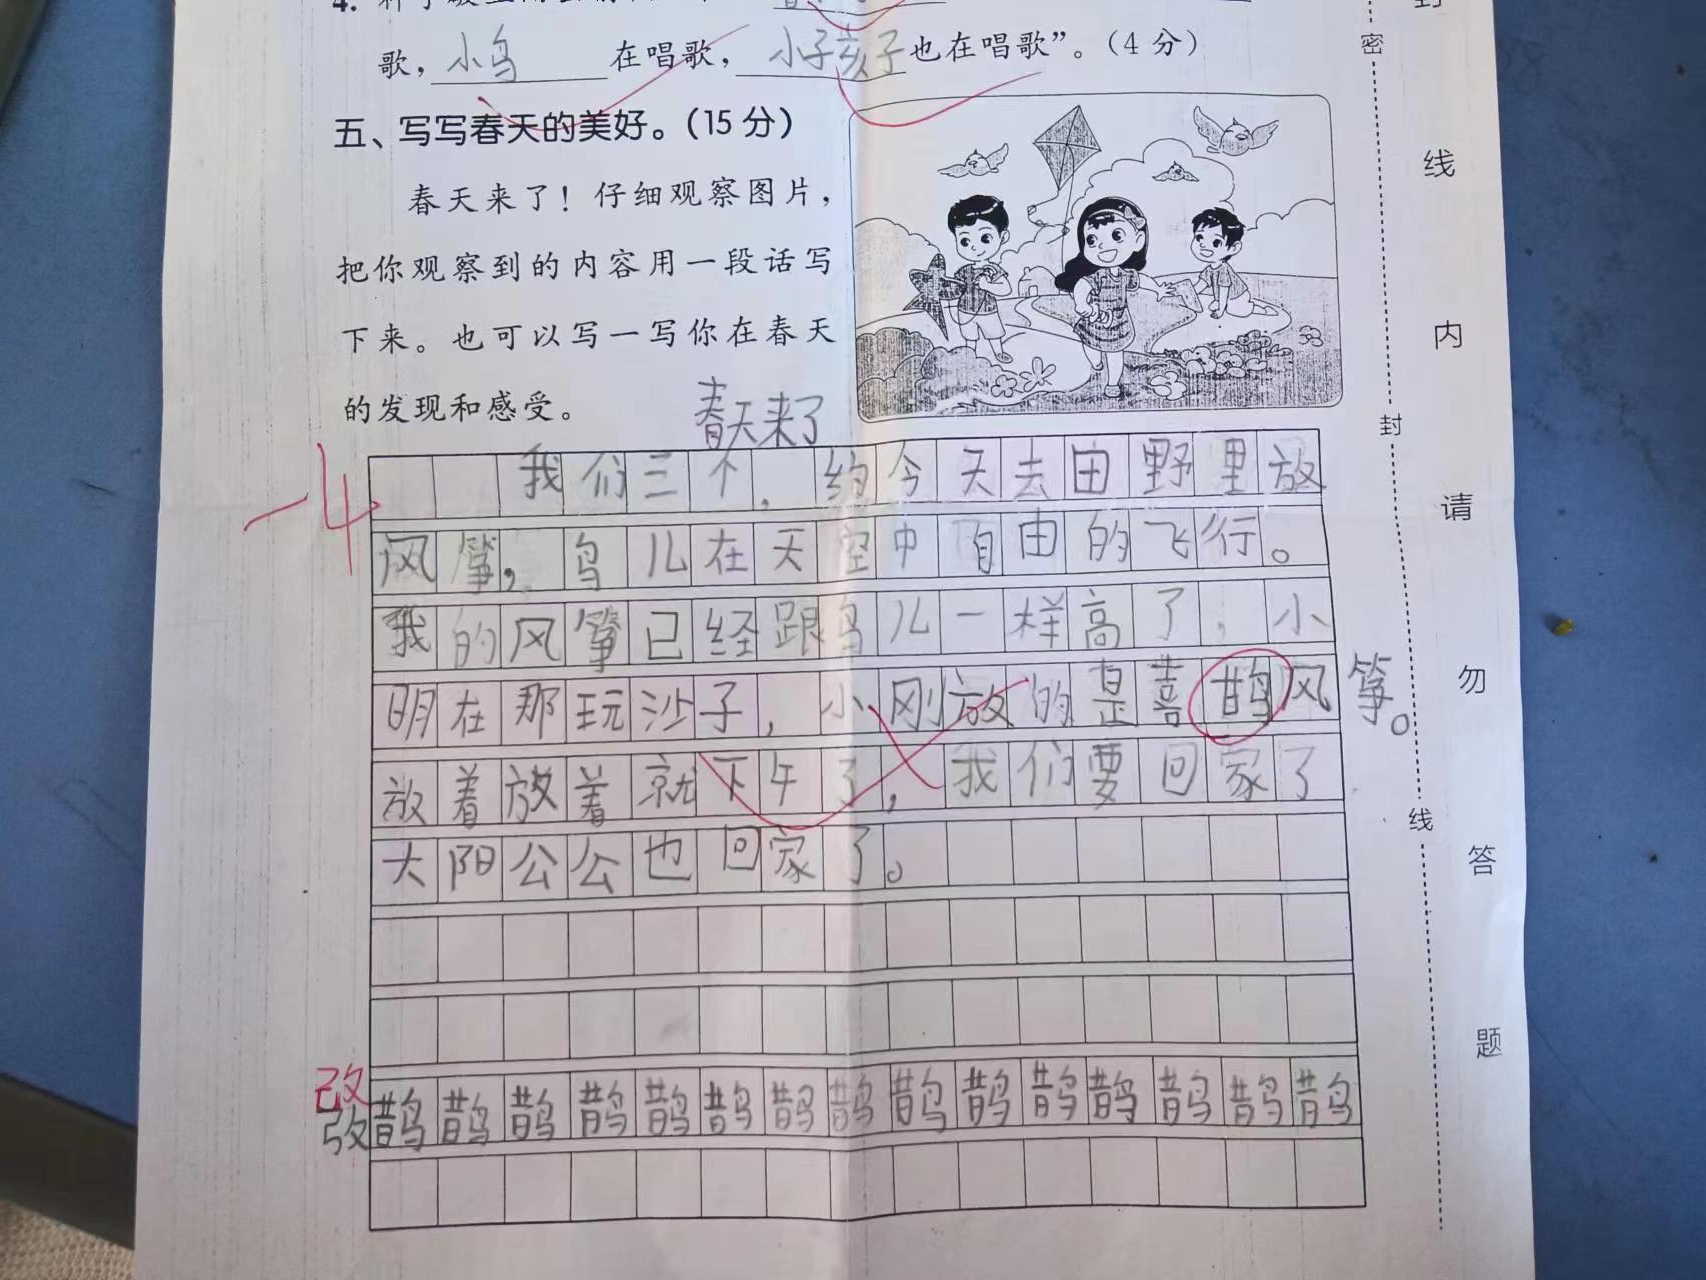 歌，小鸟在唱歌，小子孩子也在唱歌”。（4分）
五、写写春天的美好。（15分）
春天来了！仔细观察图片，
把你观察到的内容用一段话写
下来。也可以写一写你在春天
的发现和感受。
春天来了
-4
我们三个，约今天去田野里放
风筝，鸟儿在天空中自由的飞行。
我的风筝已经跟鸟儿一样高了，小
明在那玩沙子，小刚放的是喜鹊风筝。
放着放着就下午了，我们要回家了
大阳公公也回家了。
改
改鹊鹊鹊鹊鹊鹊鹊鹊鹊鹊鹊鹊鹊鹊鹊
密
封
线
线
内
请
勿
答
题